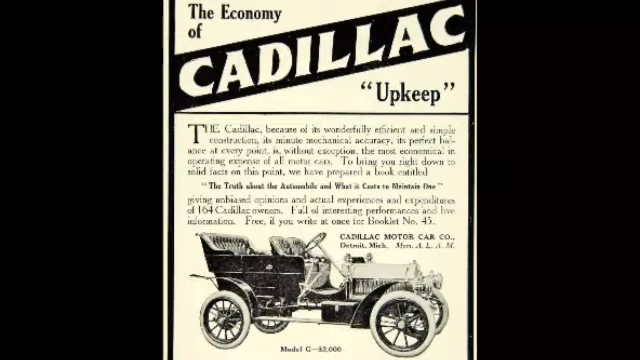 The Economy
of
CADILLAC
"Upkeep"
THE Cadillac, because of its wonderfully efficient and simple
construction, its minute mechanical accuracy, its perfect bal-
ance at every point, is, without exception, the most economical in
operating expense of all motor cars. To bring you right down to
solid facts on this point, we have prepared a book entitled
"The Truth about the Automobile and What it Costs to Maintain One"
giving unbiased opinions and actual experiences and expenditures
of 164 Cadillac owners. Full of interesting performances and live
information. Free, if you write at once for Booklet No. 45.
CADILLAC MOTOR CAR CO.,
Detroit, Mich. Mem. A. L. A. M.
Model G—$2,000